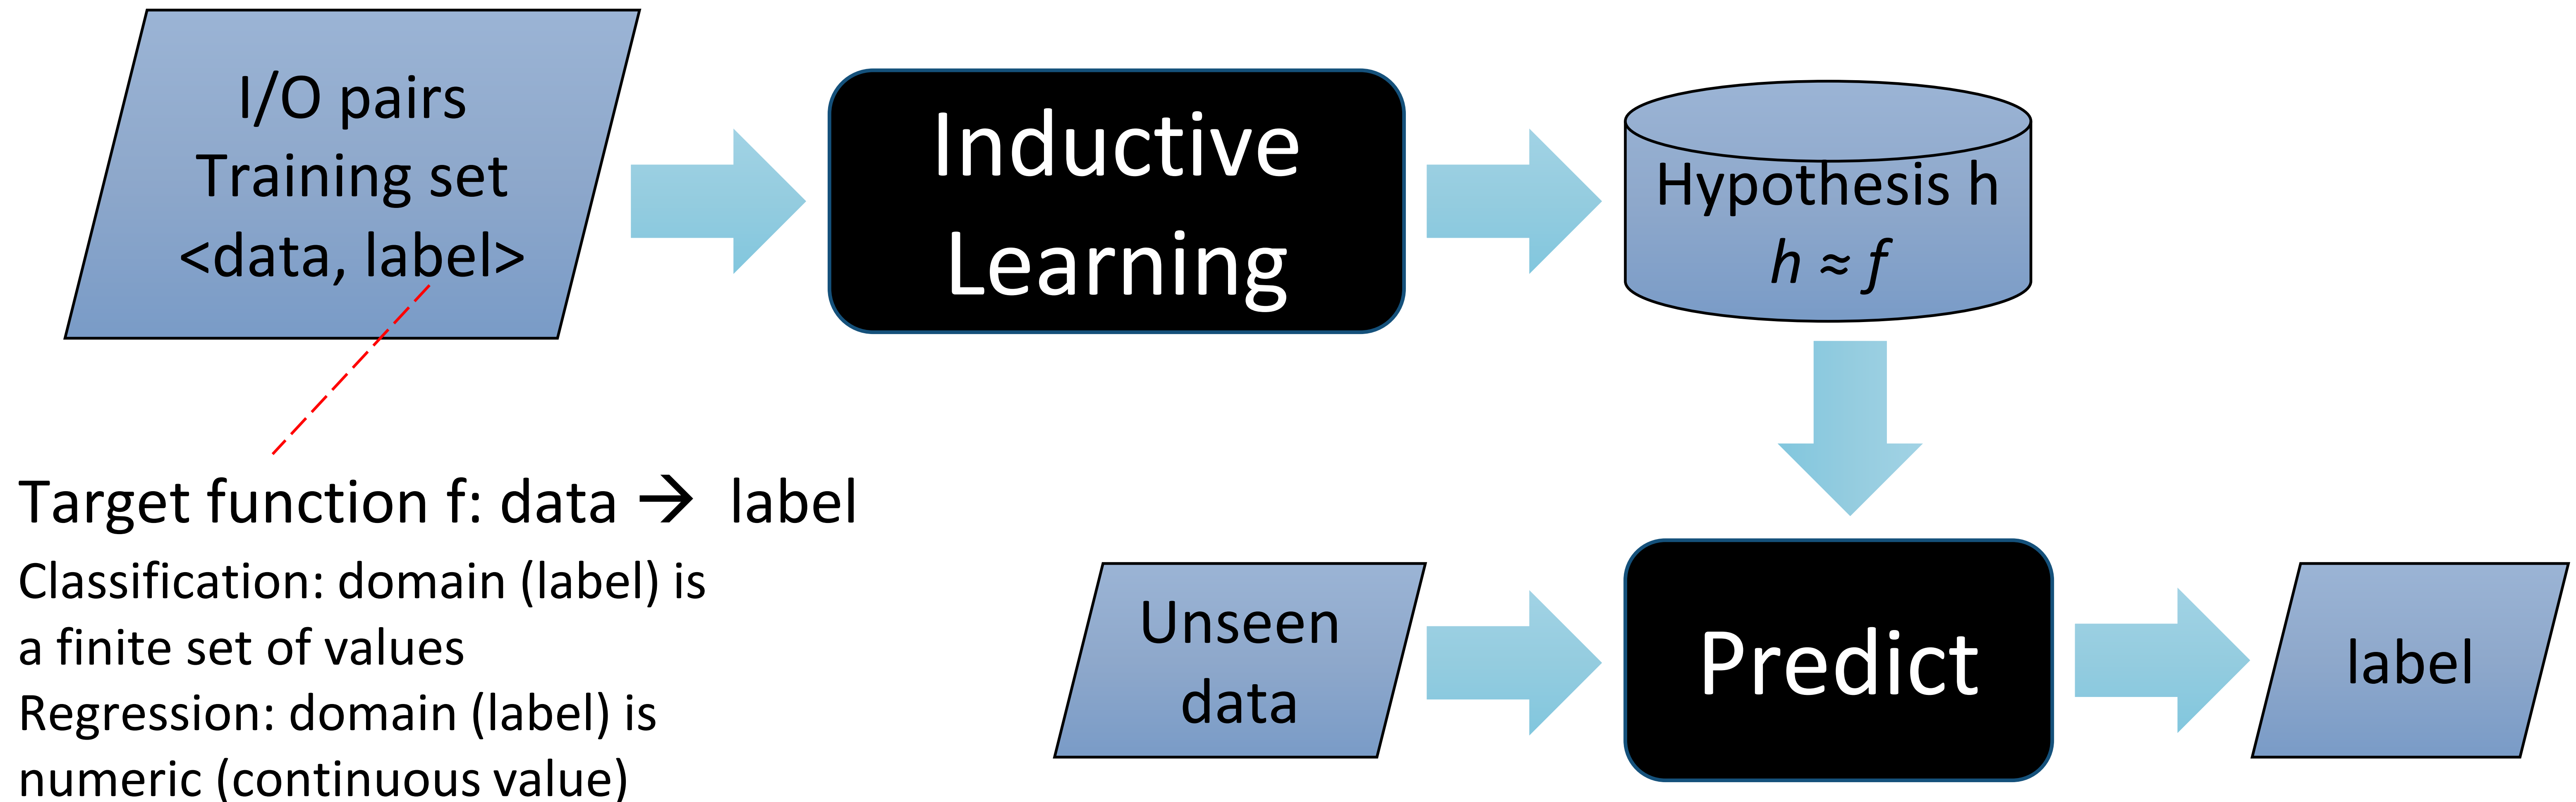 I/O pairs
Training set
<data, label>
Inductive
Learning
Hypothesis h
h ≈ f
Target function f: data → label
Classification: domain (label) is
a finite set of values
Regression: domain (label) is
numeric (continuous value)
Unseen
data
Predict
label